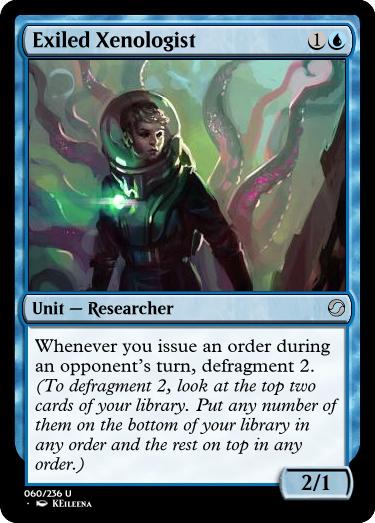 Exiled Xenologist 1
Unit — Researcher
Whenever you issue an order during
an opponent's turn, defragment 2.
(To defragment 2, look at the top two
cards of your library. Put any number of
them on the bottom of your library in
any order and the rest on top in any
order.)
2/1
060/236 U
· KEILEENA